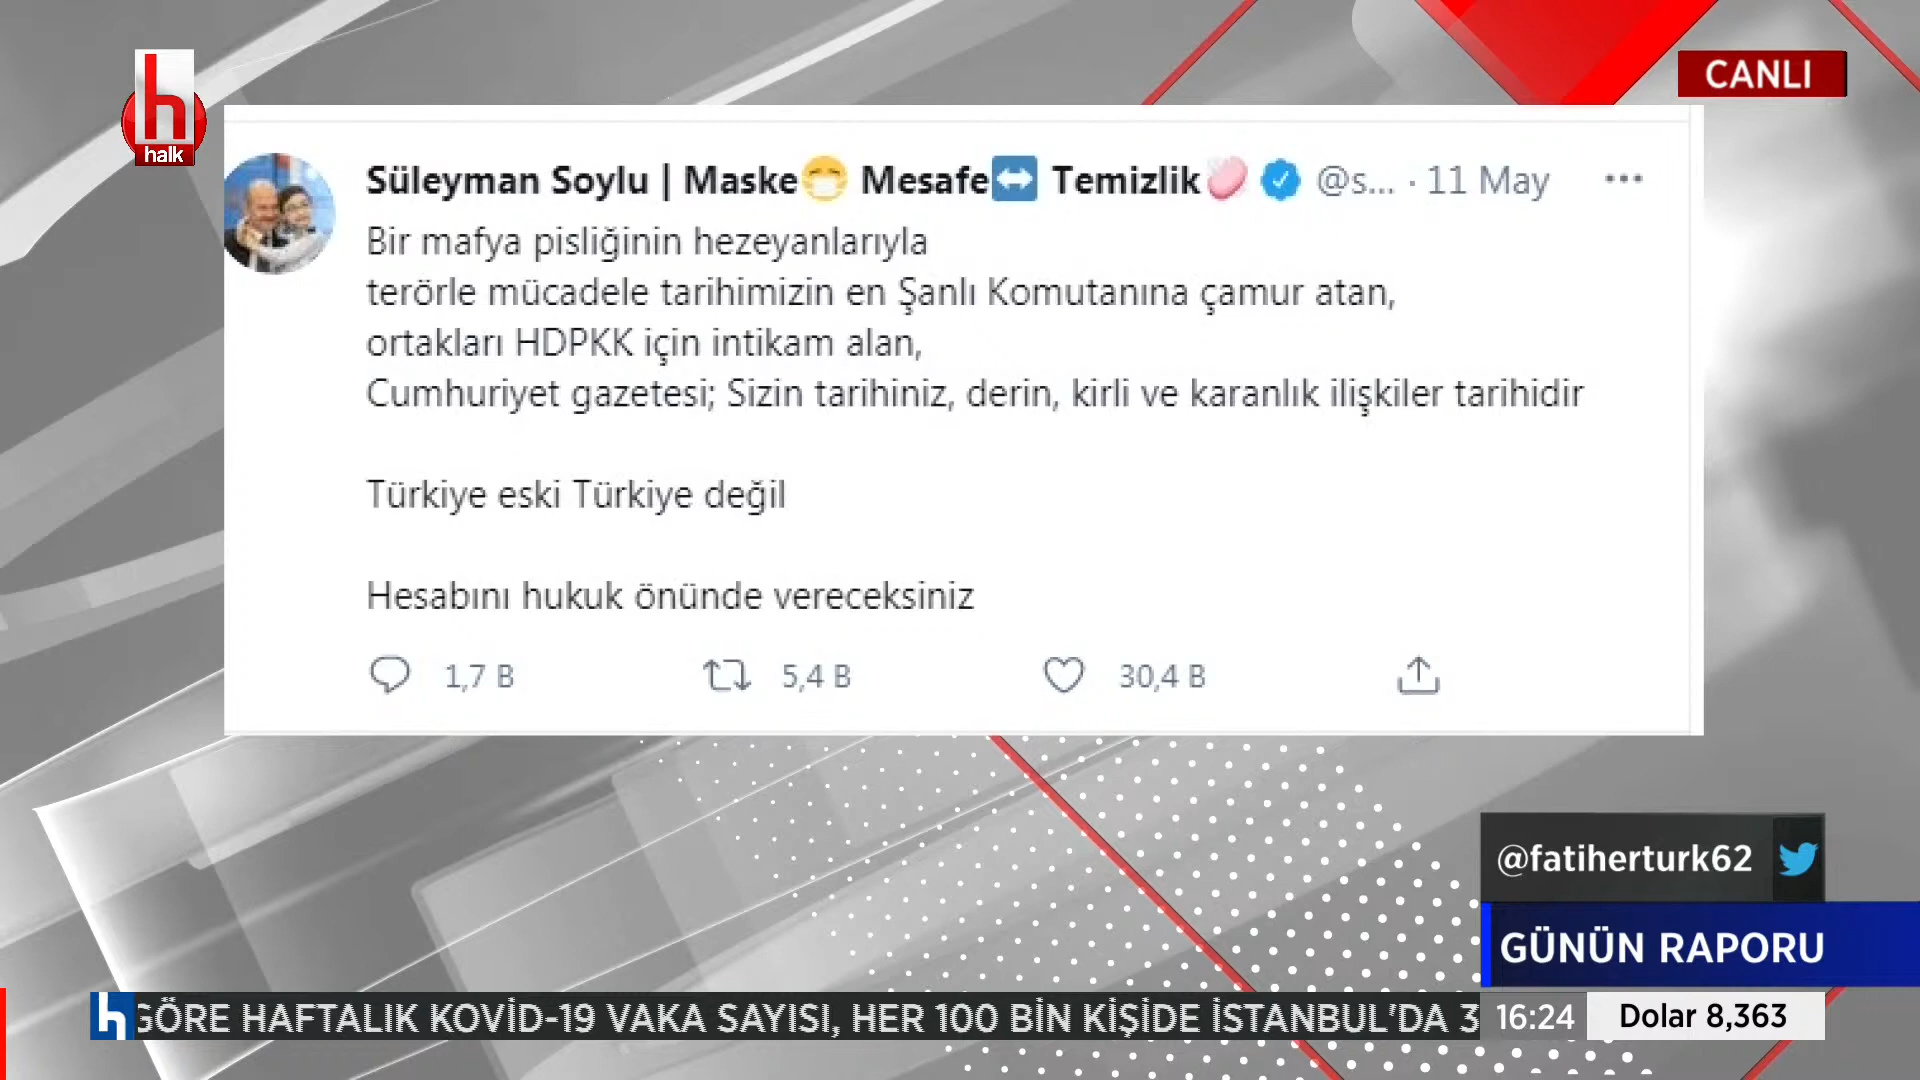 h
halk
CANLI
Süleyman Soylu | Maske😷 Mesafe↔️ Temizlik🧼 @s... · 11 May ···
Bir mafya pisliğinin hezeyanlarıyla
terörle mücadele tarihimizin en Şanlı Komutanına çamur atan,
ortakları HDPKK için intikam alan,
Cumhuriyet gazetesi; Sizin tarihiniz, derin, kirli ve karanlık ilişkiler tarihidir
Türkiye eski Türkiye değil
Hesabını hukuk önünde vereceksiniz
1,7 B 5,4 B 30,4 B
@fatiherturk62
GÜNÜN RAPORU
h GÖRE HAFTALIK KOVİD-19 VAKA SAYISI, HER 100 BİN KİŞİDE İSTANBUL'DA 3 16:24 Dolar 8,363